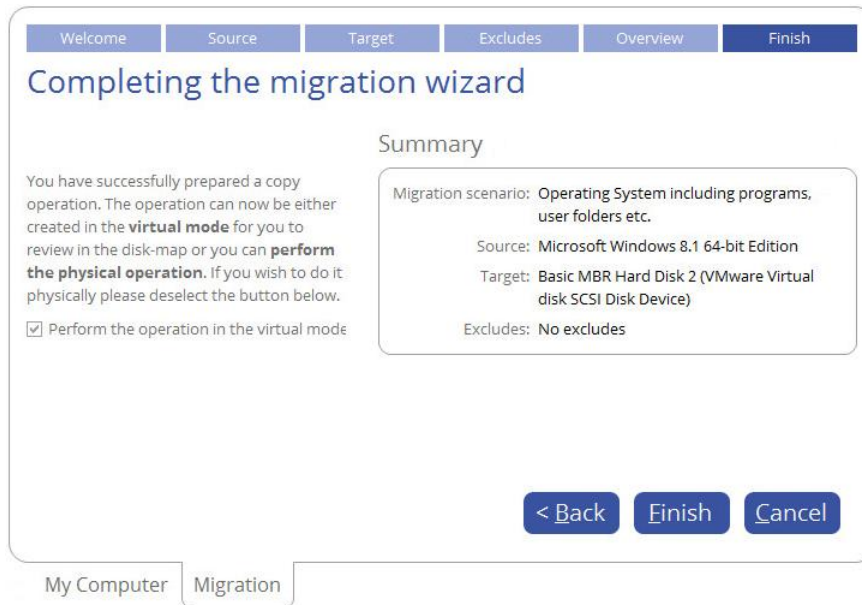 Welcome
Source
Target
Excludes
Overview
Finish
Completing the migration wizard
You have successfully prepared a copy
operation. The operation can now be either
created in the virtual mode for you to
review in the disk-map or you can perform
the physical operation. If you wish to do it
physically please deselect the button below.
Perform the operation in the virtual mode
Summary
Migration scenario: Operating System including programs,
user folders etc.
Source: Microsoft Windows 8.1 64-bit Edition
Target: Basic MBR Hard Disk 2 (VMware Virtual
disk SCSI Disk Device)
Excludes: No excludes
< Back
Finish
Cancel
My Computer
Migration